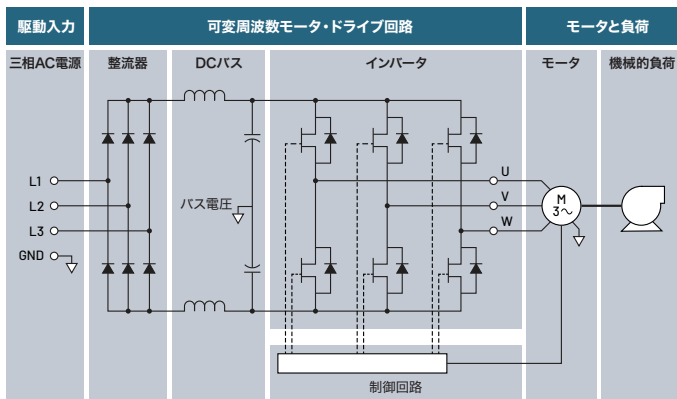 駆動入力
可変周波数モータ・ドライブ回路
モータと負荷
三相AC電源
整流器
DCバス
インバータ
モータ
機械的負荷
L1
L2
L3
GND
バス電圧
U
V
W
M
3～
制御回路